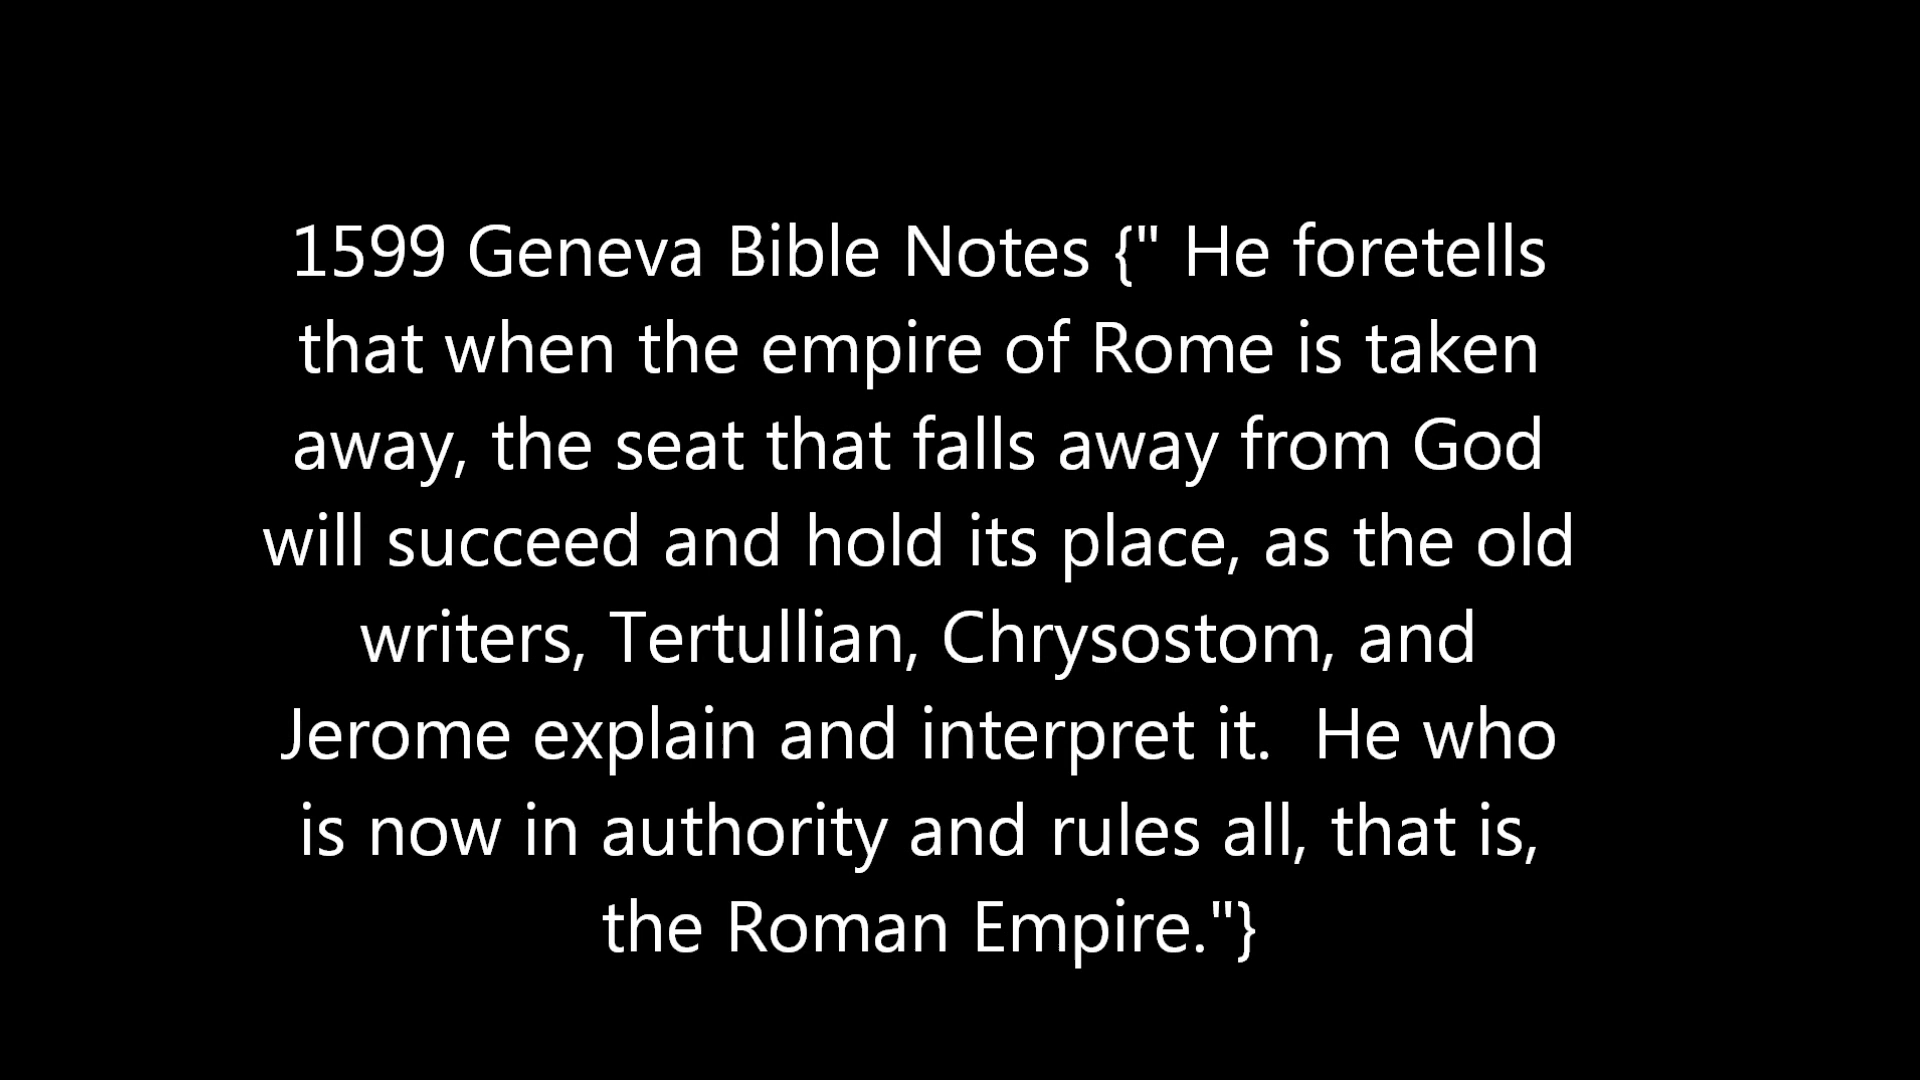 1599 Geneva Bible Notes {" He foretells
that when the empire of Rome is taken
away, the seat that falls away from God
will succeed and hold its place, as the old
writers, Tertullian, Chrysostom, and
Jerome explain and interpret it.  He who
is now in authority and rules all, that is,
the Roman Empire."}